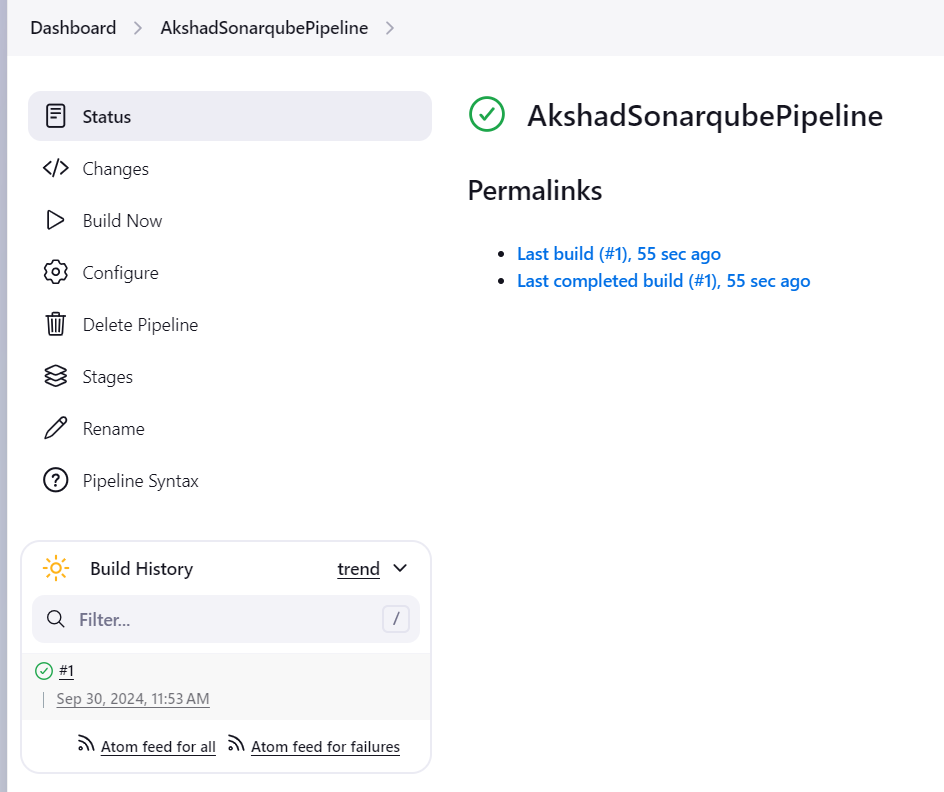 Dashboard > AkshadSonarqubePipeline >
Status
Changes
Build Now
Configure
Delete Pipeline
Stages
Rename
Pipeline Syntax
Build History trend
Filter... /
#1
Sep 30, 2024, 11:53 AM
Atom feed for all Atom feed for failures
AkshadSonarqubePipeline
Permalinks
• Last build (#1), 55 sec ago
• Last completed build (#1), 55 sec ago